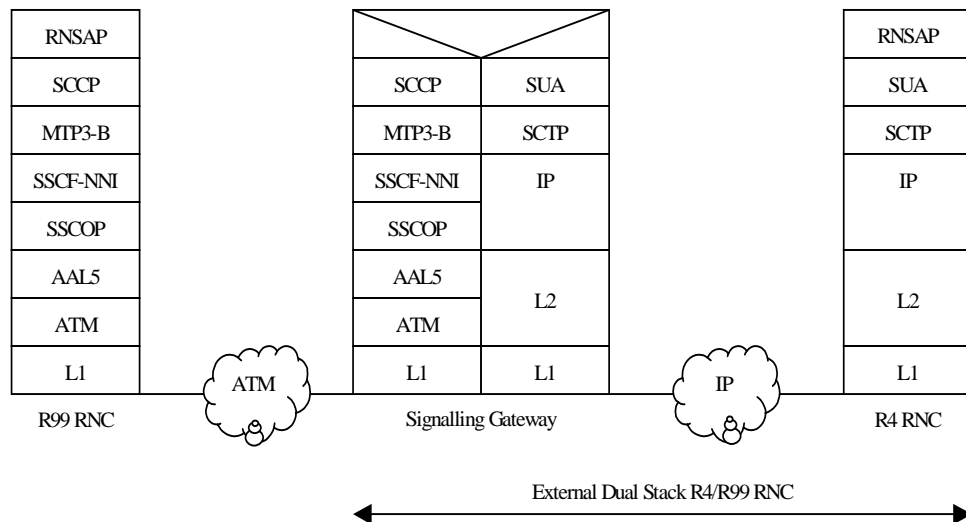 RNSAP RNSAP
SCCP SCCP SUA SUA
MTP3-B MTP3-B SCTP SCTP
SSCF-NNI SSCF-NNI IP IP
SSCOP SSCOP
AAL5 AAL5
L2 L2
ATM ATM
L1 ATM L1 L1 IP L1
R99 RNC Signalling Gateway R4 RNC
External Dual Stack R4/R99 RNC